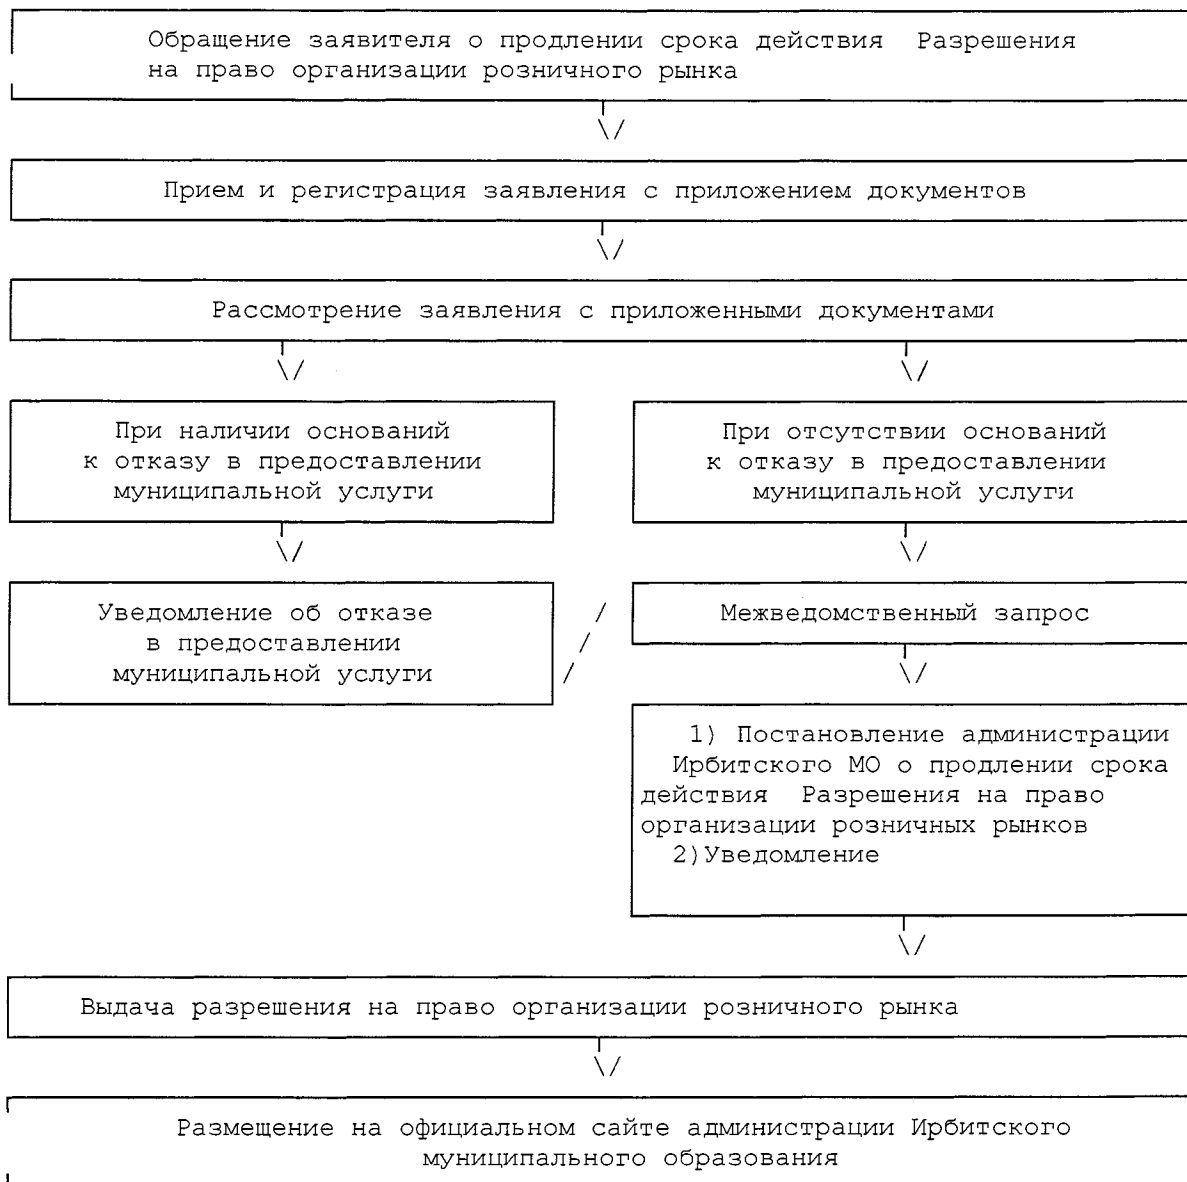 Обращение заявителя о продлении срока действия Разрешения
на право организации розничного рынка
Прием и регистрация заявления с приложением документов
Рассмотрение заявления с приложенными документами
При наличии оснований
к отказу в предоставлении
муниципальной услуги
При отсутствии оснований
к отказу в предоставлении
муниципальной услуги
Уведомление об отказе
в предоставлении
муниципальной услуги
Межведомственный запрос
1) Постановление администрации
Ирбитского МО о продлении срока
действия Разрешения на право
организации розничных рынков
2)Уведомление
Выдача разрешения на право организации розничного рынка
Размещение на официальном сайте администрации Ирбитского
муниципального образования